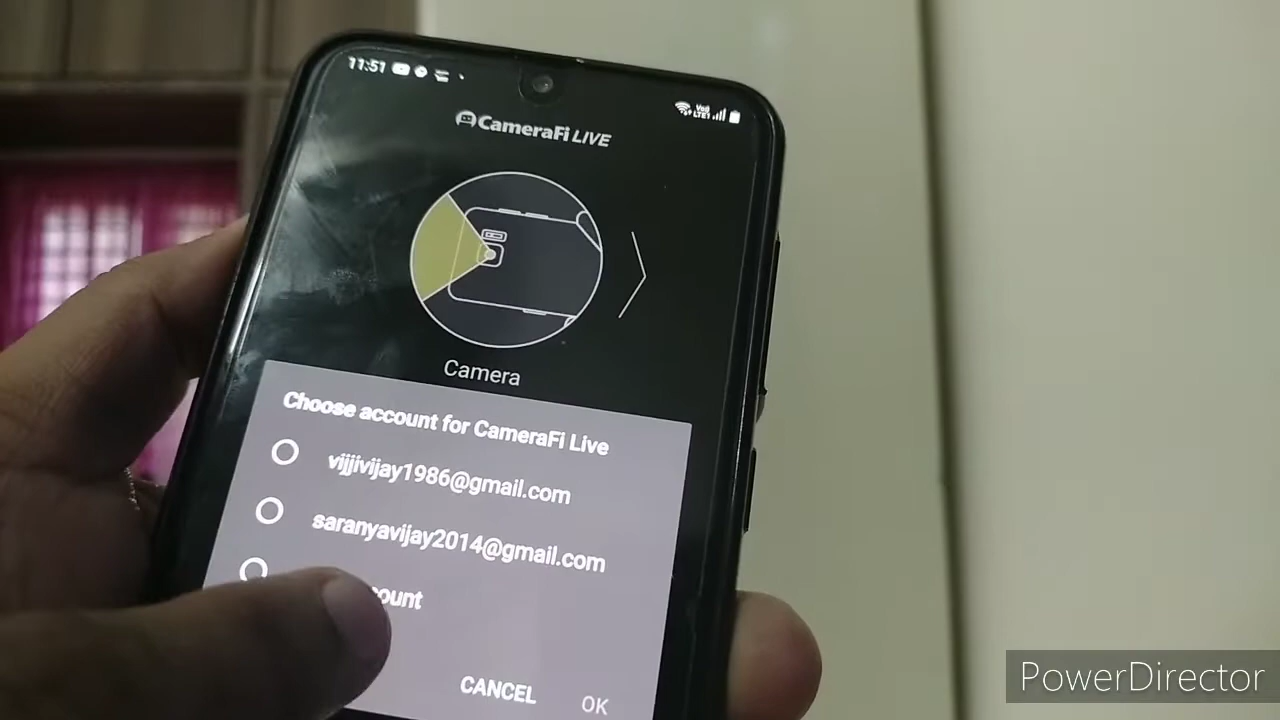 11:51
CameraFi LIVE
Camera
Choose account for CameraFi Live
vijjivijay1986@gmail.com
saranyavijay2014@gmail.com
CANCEL OK
PowerDirector